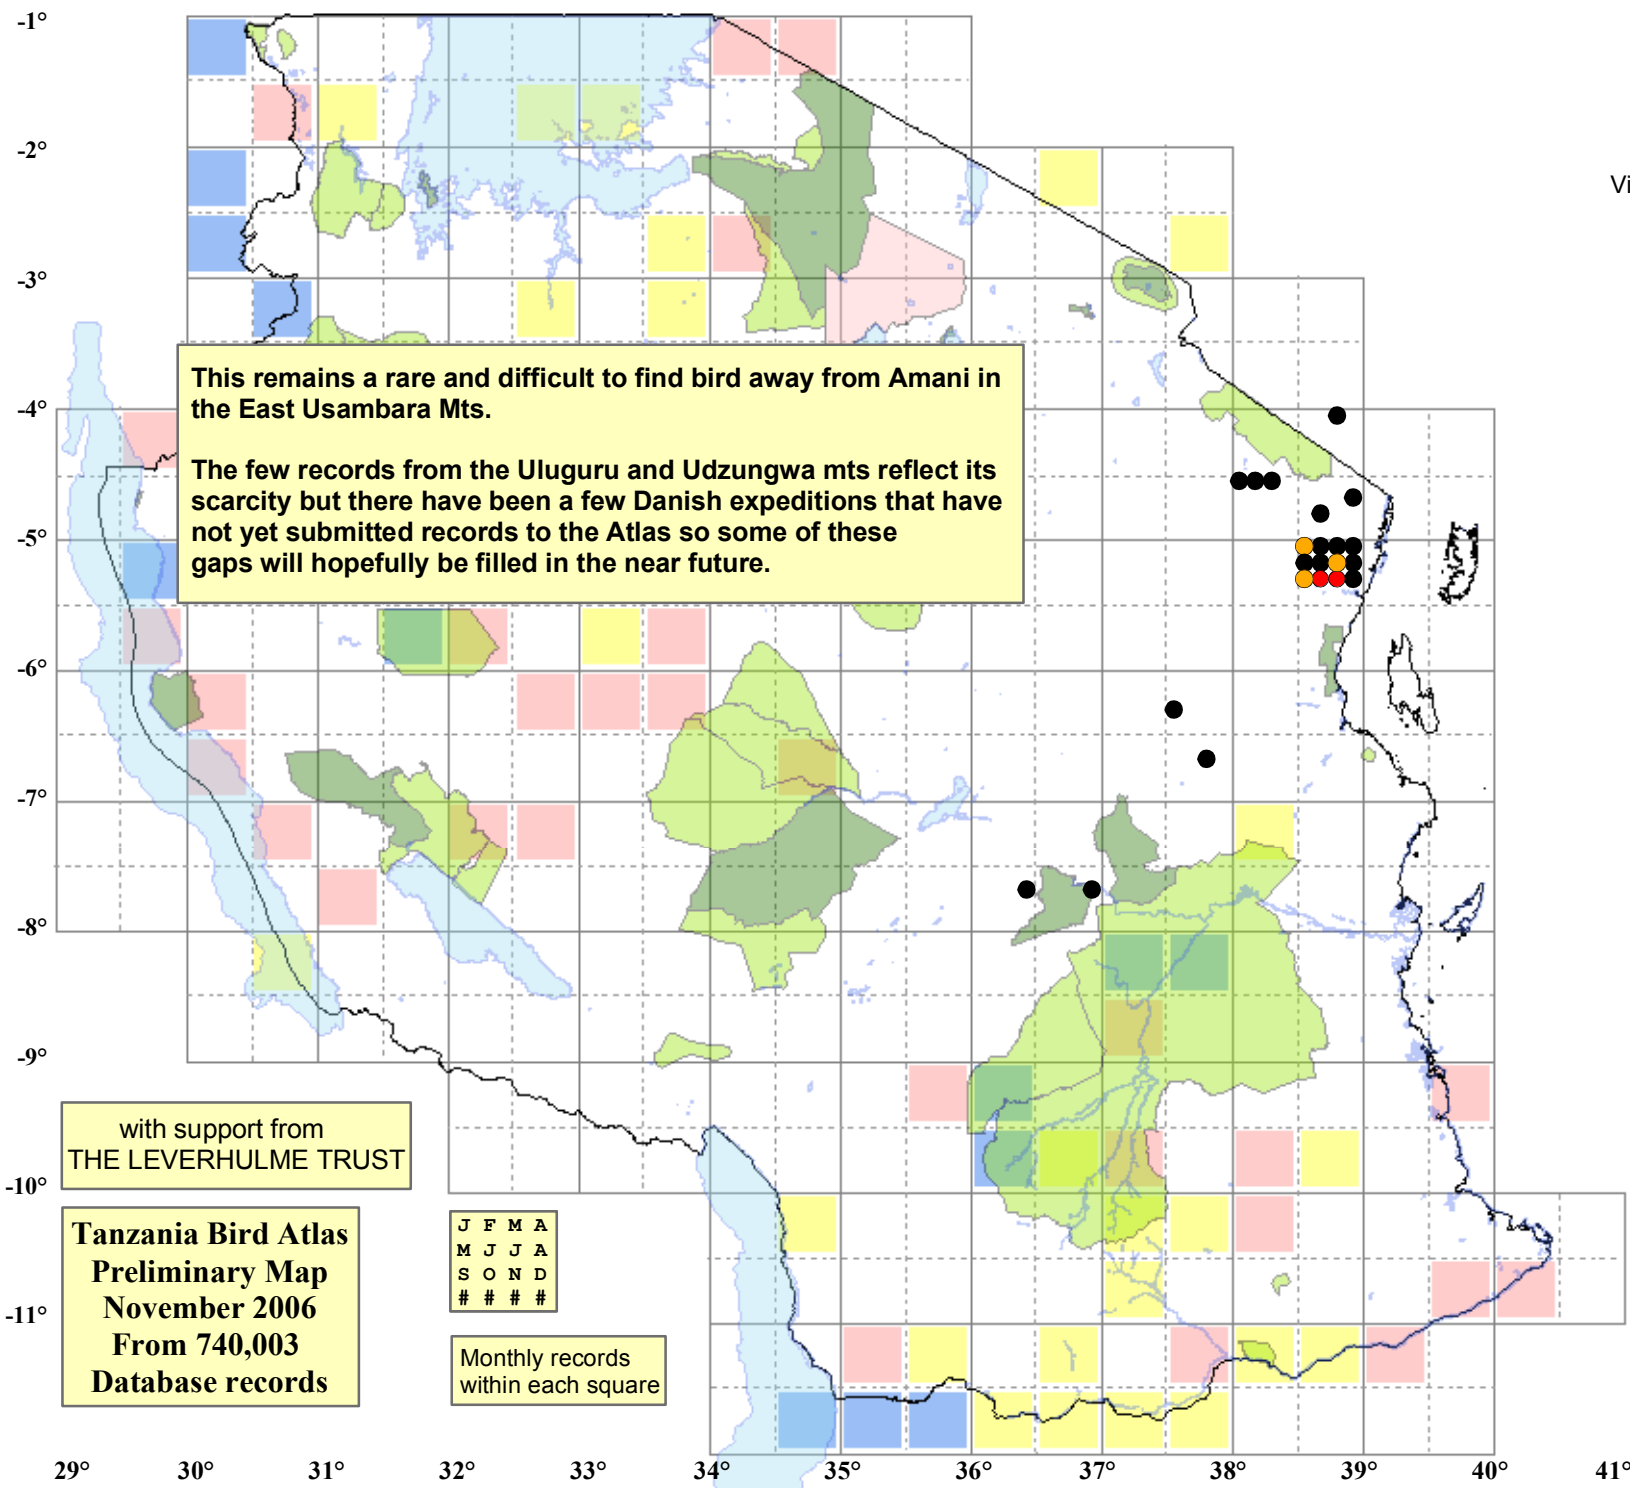 -1°
-2°
Vi
-3°
This remains a rare and difficult to find bird away from Amani in
the East Usambara Mts.
The few records from the Uluguru and Udzungwa mts reflect its
scarcity but there have been a few Danish expeditions that have
not yet submitted records to the Atlas so some of these
gaps will hopefully be filled in the near future.
-4°
-5°
-6°
-7°
-8°
-9°
with support from
THE LEVERHULME TRUST
-10°
Tanzania Bird Atlas
Preliminary Map
November 2006
From 740,003
Database records
J F M A
M J J A
S O N D
# # # #
-11°
Monthly records
within each square
29° 30° 31° 32° 33° 34° 35° 36° 37° 38° 39° 40° 41°